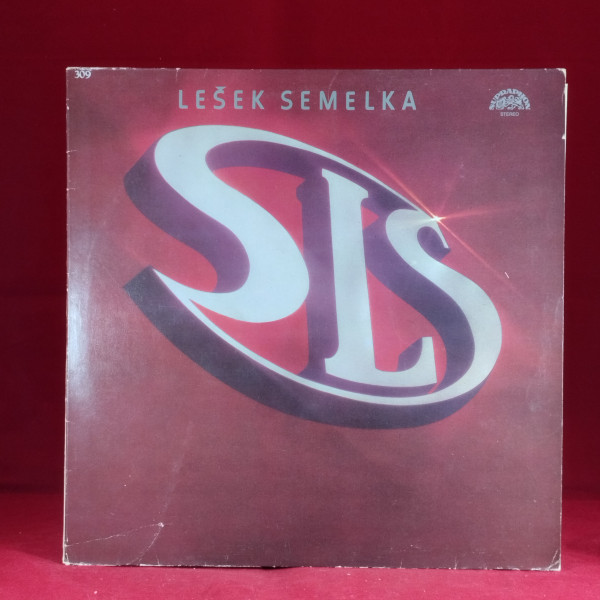 309
LEŠEK SEMELKA
SUPRAPHON
STEREO
SLS